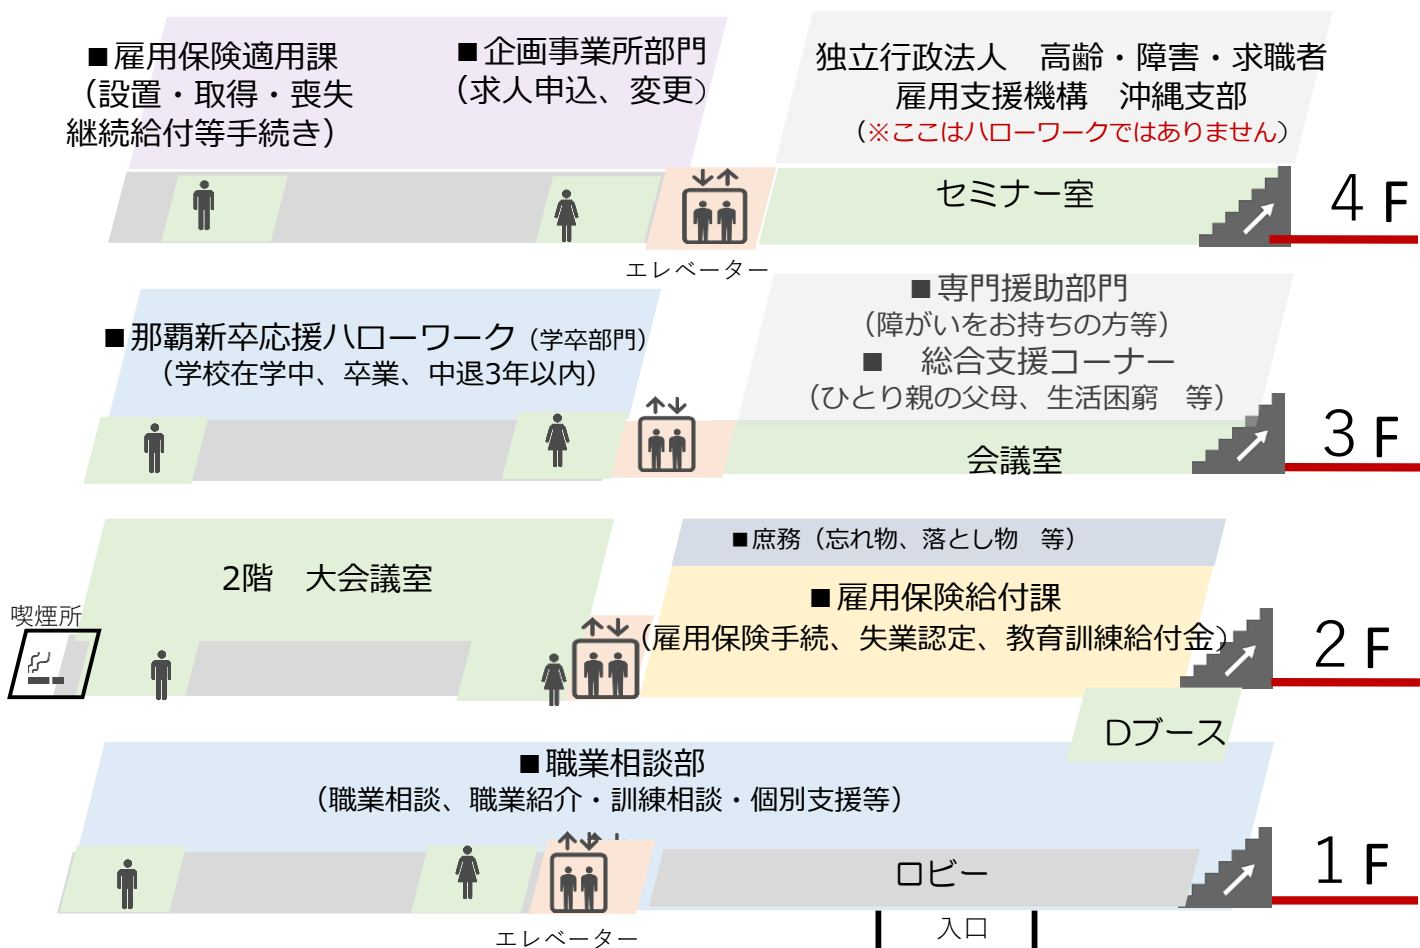 ■雇用保険適用課
（設置・取得・喪失
継続給付等手続き）
■企画事業所部門
（求人申込、変更）
独立行政法人　高齢・障害・求職者
雇用支援機構　沖縄支部
（※ここはハローワークではありません）
セミナー室
4 F
エレベーター
■那覇新卒応援ハローワーク（学卒部門）
（学校在学中、卒業、中退3年以内）
■専門援助部門
（障がいをお持ちの方等）
■　総合支援コーナー
（ひとり親の父母、生活困窮　等）
会議室
3 F
2階　大会議室
喫煙所
■庶務（忘れ物、落とし物　等）
■雇用保険給付課
（雇用保険手続、失業認定、教育訓練給付金）
2 F
Dブース
■職業相談部
（職業相談、職業紹介・訓練相談・個別支援等）
ロビー
1 F
入口
エレベーター